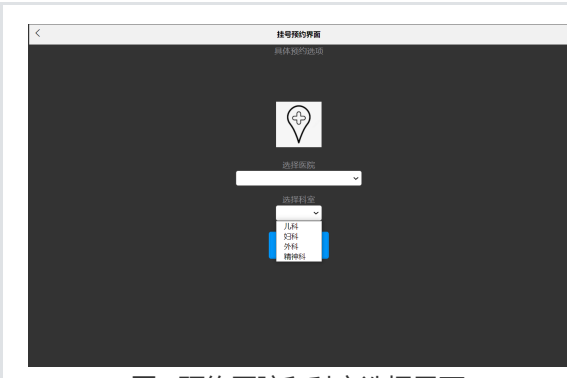 挂号预约界面
具体预约选项
选择医院
选择科室
儿科
妇科
外科
精神科